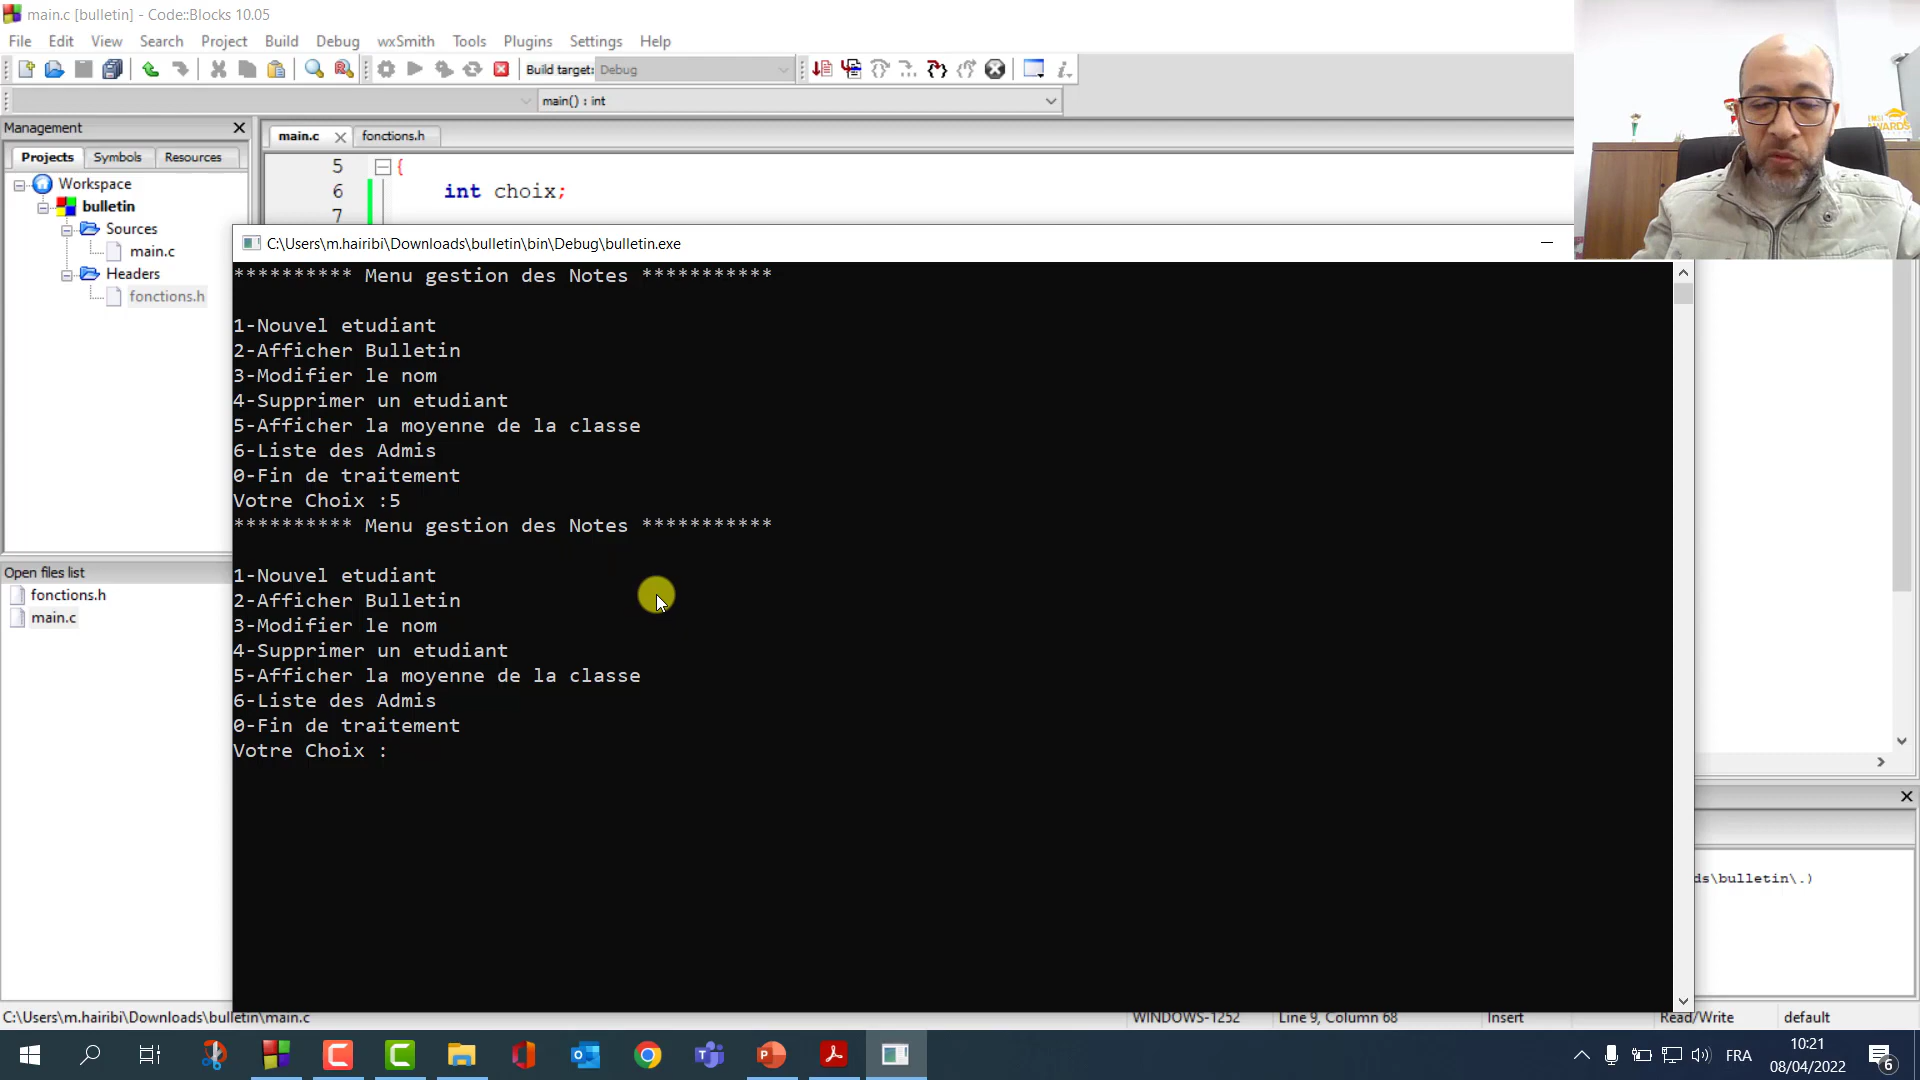 main.c [bulletin] - Code::Blocks 10.05
File Edit View Search Project Build Debug wxSmith Tools Plugins Settings Help
Build target: Debug
main() : int
Management
Projects Symbols Resources
Workspace
bulletin
Sources
main.c
Headers
fonctions.h
main.c fonctions.h
5 {
6 int choix;
7
AWARDS
C:\Users\m.hairibi\Downloads\bulletin\bin\Debug\bulletin.exe
********** Menu gestion des Notes ***********
1-Nouvel etudiant
2-Afficher Bulletin
3-Modifier le nom
4-Supprimer un etudiant
5-Afficher la moyenne de la classe
6-Liste des Admis
0-Fin de traitement
Votre Choix :5
********** Menu gestion des Notes ***********
1-Nouvel etudiant
2-Afficher Bulletin
3-Modifier le nom
4-Supprimer un etudiant
5-Afficher la moyenne de la classe
6-Liste des Admis
0-Fin de traitement
Votre Choix :
Open files list
fonctions.h
main.c
ds\bulletin\.)
C:\Users\m.hairibi\Downloads\bulletin\main.c WINDOWS-1252 Line 9, Column 68 Insert Read/Write default
FRA
10:21
08/04/2022
6